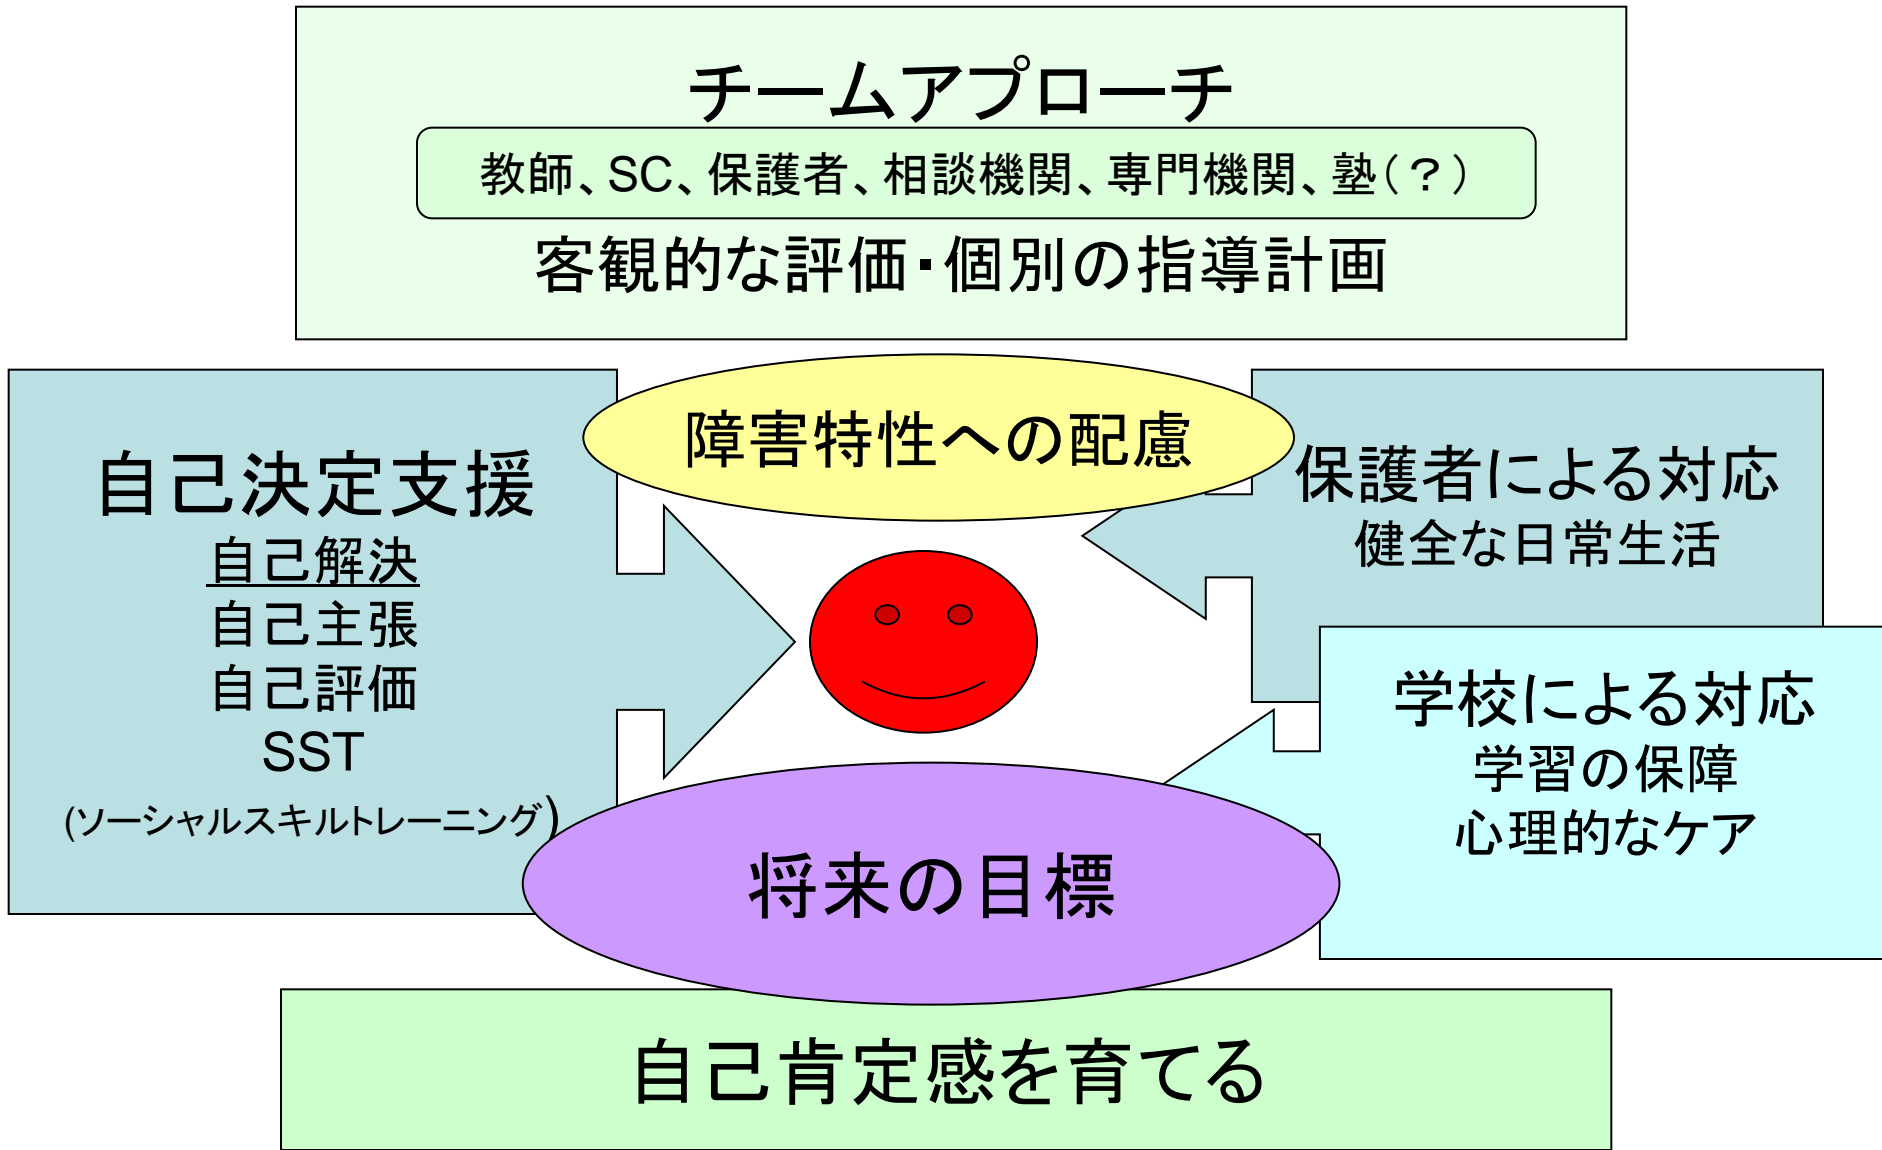 チームアプローチ
教師、SC、保護者、相談機関、専門機関、塾(?)
客観的な評価・個別の指導計画
障害特性への配慮
自己決定支援
自己解決
自己主張
自己評価
SST
(ソーシャルスキルトレーニング)
保護者による対応
健全な日常生活
学校による対応
学習の保障
心理的なケア
将来の目標
自己肯定感を育てる